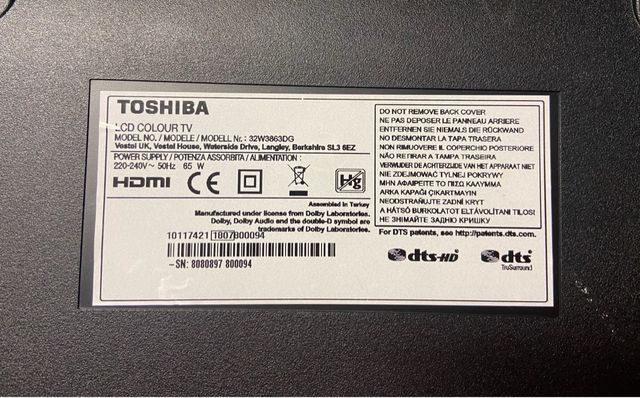 TOSHIBA
LCD COLOUR TV
MODEL NO. / MODELE / MODELL Nr. : 32W3863DG
Vestel UK, Vestel House, Waterside Drive, Langley, Berkshire SL3 6EZ
POWER SUPPLY / POTENZA ASSORBITA / ALIMENTATION :
220-240V~ 50Hz 65 W
HDMI CE Hg
Assembled in Turkey
Manufactured under license from Dolby Laboratories.
Dolby, Dolby Audio and the double-D symbol are
trademarks of Dolby Laboratories.
10117421 1807 800094
-SN: 8080897 800094
DO NOT REMOVE BACK COVER
NE PAS DEPOSER LE PANNEAU ARRIERE
ENTFERNEN SIE NIEMALS DIE RÜCKWAND
NO DESMONTAR LA TAPA TRASERA
NON RIMUOVERE IL COPERCHIO POSTERIORE
NÃO RETIRAR A TAMPA TRASEIRA
VERWIJDER DE ACHTERZIJDE VAN HET APPARAAT NIET
NIE ZDEJMOWAĆ TYLNEJ POKRYWY
ΜΗΝ ΑΦΑΙΡΕΙΤΕ ΤΟ ΠΙΣΩ ΚΑΛΥΜΜΑ
ARKA KAPAĞI ÇIKARTMAYINIZ
NEODSTRAŇUJTE ZADNÍ KRYT
A HÁTSÓ BURKOLATOT ELTÁVOLÍTANI TILOS!
НЕ ЗНИМАЙТЕ ЗАДНЮ КРИШКУ
For DTS patents, see http://patents.dts.com.
dts-HD dts
TruSurround